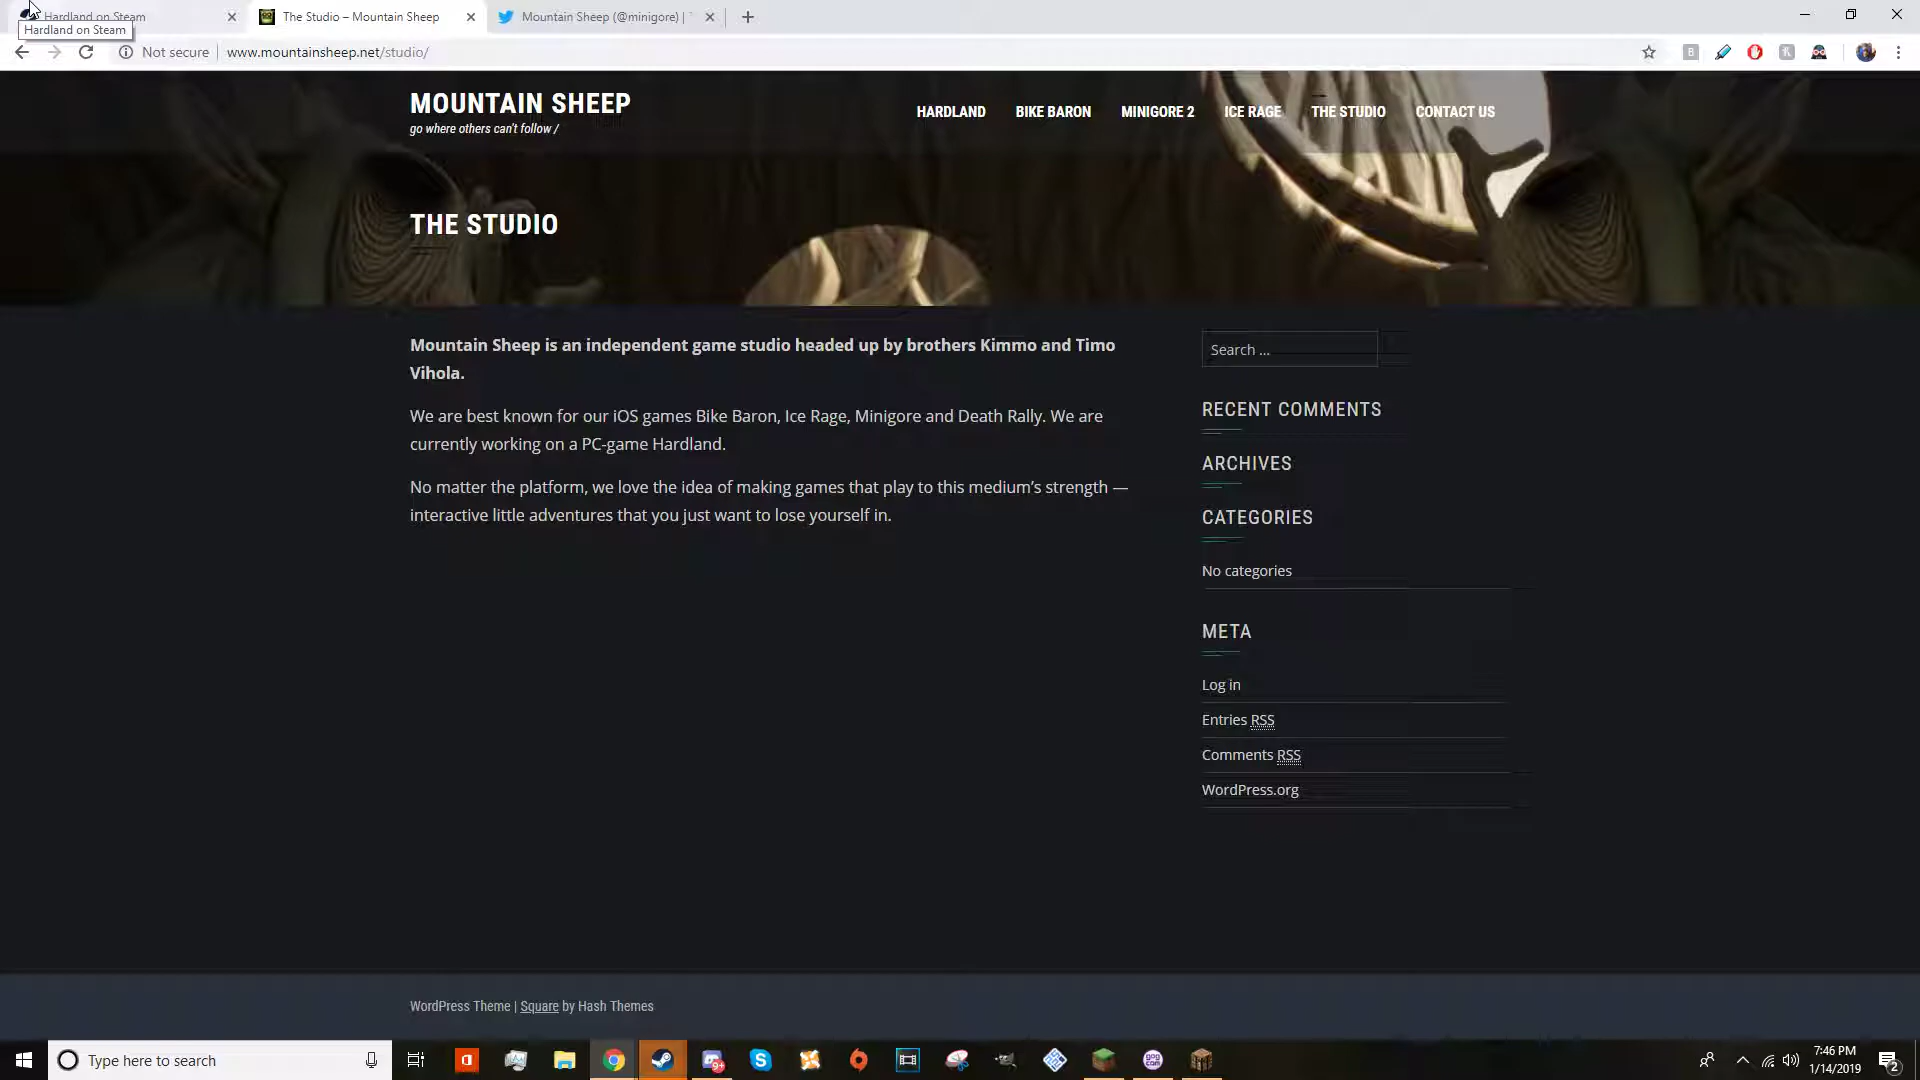 Hardland on Steam
The Studio – Mountain Sheep
Mountain Sheep (@minigore) |
Hardland on Steam
Not secure
www.mountainsheep.net/studio/
MOUNTAIN SHEEP
go where others can't follow /
HARDLAND
BIKE BARON
MINIGORE 2
ICE RAGE
THE STUDIO
CONTACT US
THE STUDIO
Mountain Sheep is an independent game studio headed up by brothers Kimmo and Timo
Vihola.
We are best known for our iOS games Bike Baron, Ice Rage, Minigore and Death Rally. We are
currently working on a PC-game Hardland.
No matter the platform, we love the idea of making games that play to this medium’s strength —
interactive little adventures that you just want to lose yourself in.
Search …
RECENT COMMENTS
ARCHIVES
CATEGORIES
No categories
META
Log in
Entries RSS
Comments RSS
WordPress.org
WordPress Theme | Square by Hash Themes
Type here to search
9+
GOG
COM
7:46 PM
1/14/2019
2